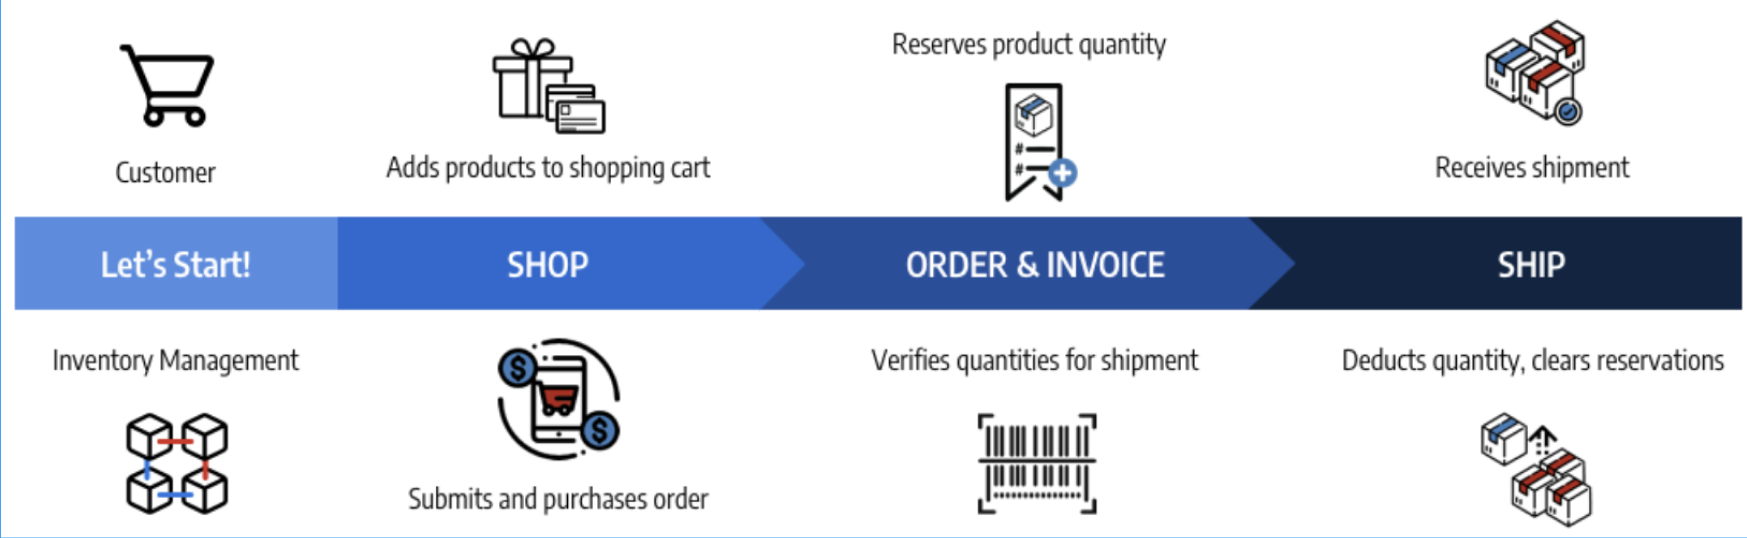 Customer
Adds products to shopping cart
Reserves product quantity
#
#
Receives shipment
Let's Start!
SHOP
ORDER & INVOICE
SHIP
Inventory Management
$
$
Submits and purchases order
Verifies quantities for shipment
Deducts quantity, clears reservations